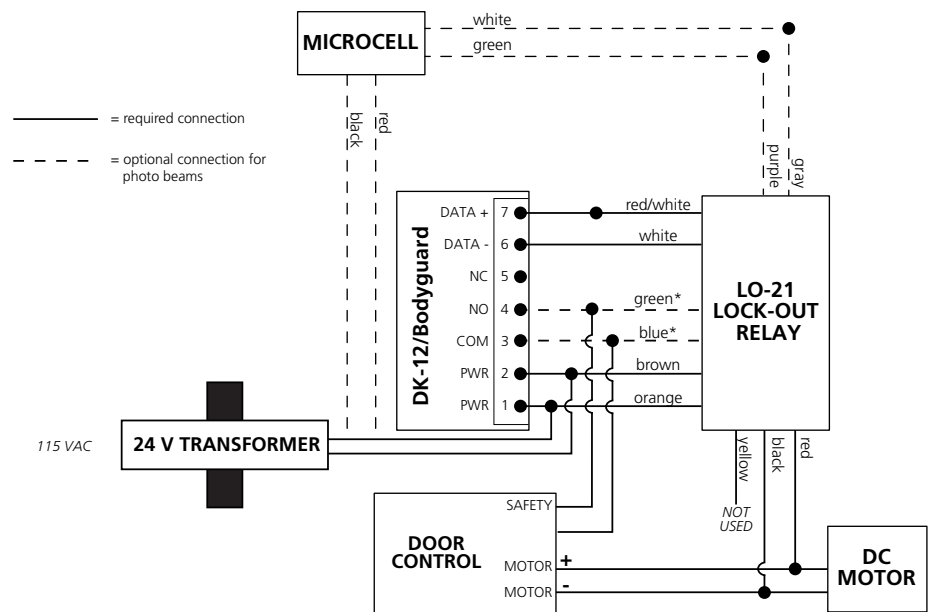 MICROCELL
white
green
black
red
= required connection
= optional connection for
photo beams
purple
gray
DK-12/Bodyguard
DATA + 7
DATA - 6
NC 5
NO 4
COM 3
PWR 2
PWR 1
red/white
white
green*
blue*
brown
orange
LO-21
LOCK-OUT
RELAY
115 VAC
24 V TRANSFORMER
yellow
black
red
NOT
USED
SAFETY
DOOR
CONTROL
MOTOR +
MOTOR -
DC
MOTOR